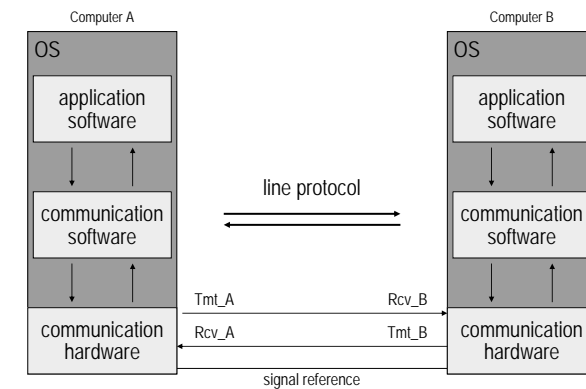 Computer A
Computer B
OS
OS
application
software
application
software
line protocol
communication
software
communication
software
Tmt_A
Rcv_B
communication
hardware
Rcv_A
Tmt_B
communication
hardware
signal reference